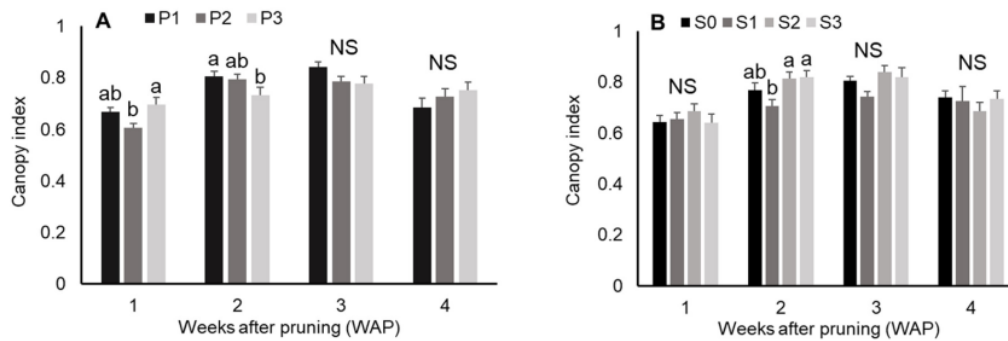 A
P1 P2 P3
1
0.8
0.6
0.4
0.2
0
Canopy index
ab b a
a ab b
NS
NS
1 2 3 4
Weeks after pruning (WAP)
B
S0 S1 S2 S3
1
0.8
0.6
0.4
0.2
0
Canopy index
NS
ab b a a
NS
NS
1 2 3 4
Weeks after pruning (WAP)